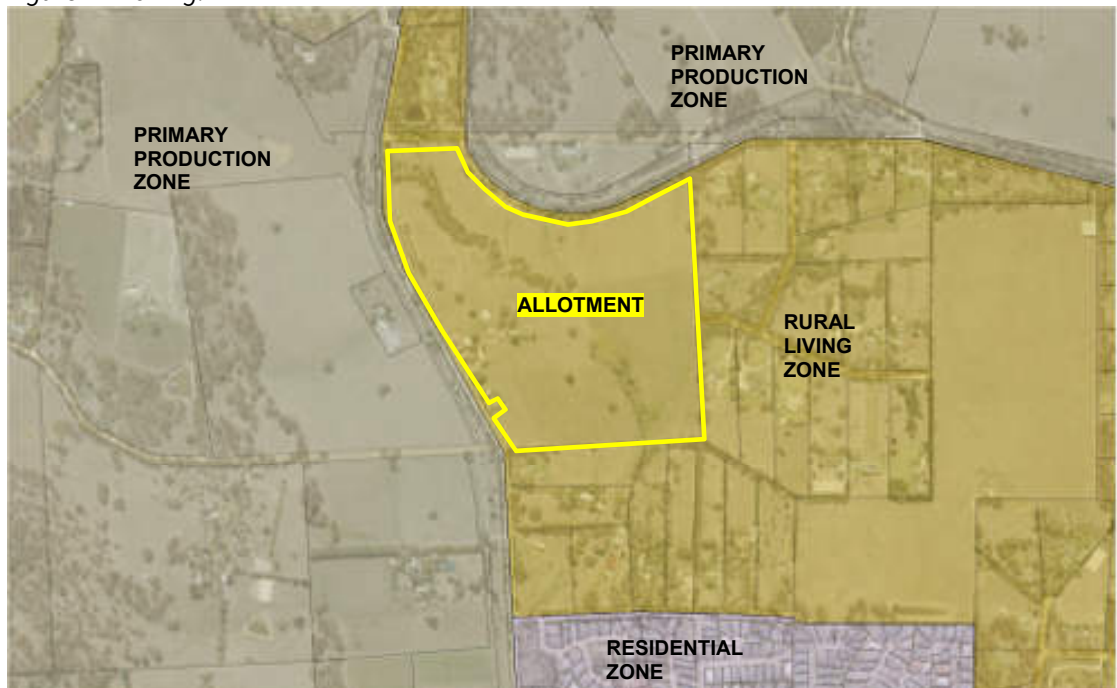 PRIMARY
PRODUCTION
ZONE
PRIMARY
PRODUCTION
ZONE
ALLOTMENT
RURAL
LIVING
ZONE
RESIDENTIAL
ZONE